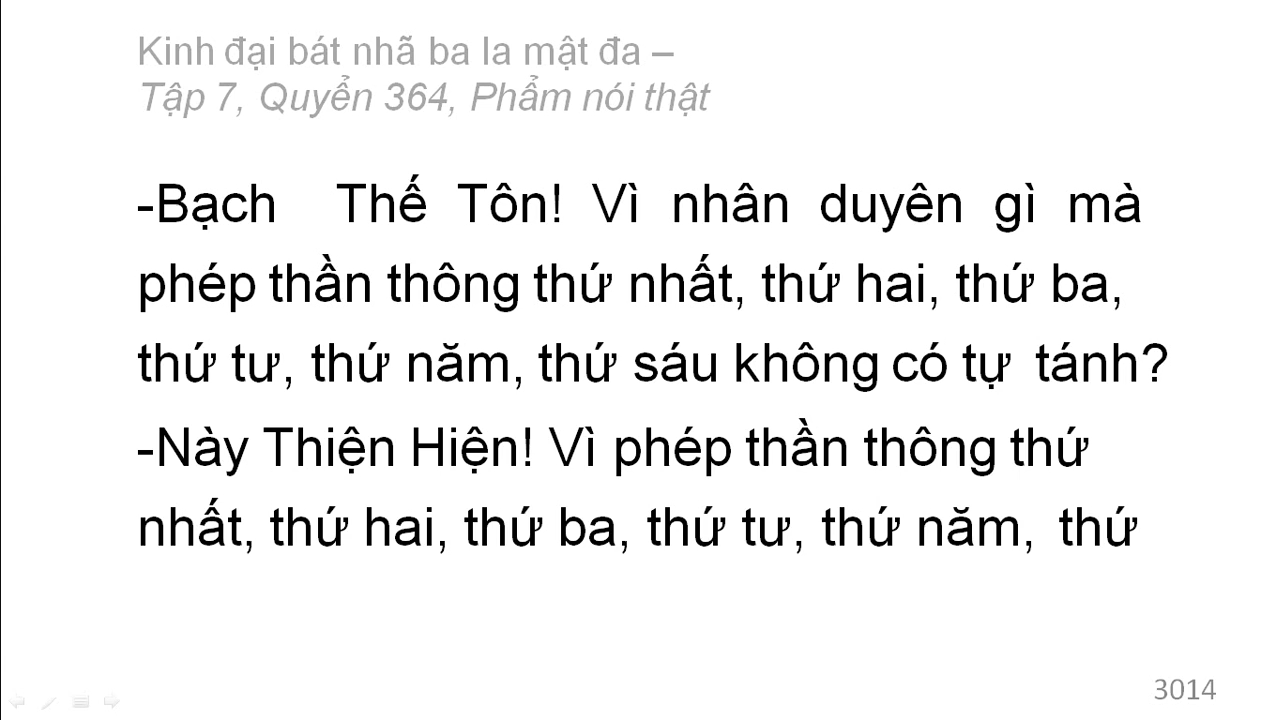 Kinh đại bát nhã ba la mật đa –
Tập 7, Quyển 364, Phẩm nói thật
-Bạch Thế Tôn! Vì nhân duyên gì mà
phép thần thông thứ nhất, thứ hai, thứ ba,
thứ tư, thứ năm, thứ sáu không có tự tánh?
-Này Thiện Hiện! Vì phép thần thông thứ
nhất, thứ hai, thứ ba, thứ tư, thứ năm, thứ
3014